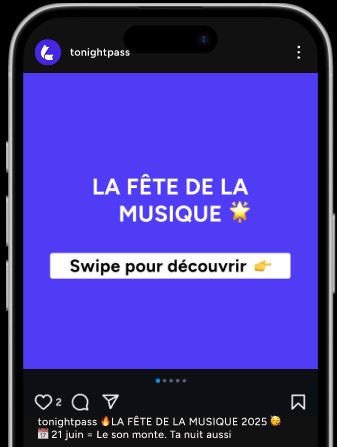 tonightpass
LA FÊTE DE LA
MUSIQUE 🌟
Swipe pour découvrir 👉
2
tonightpass 🔥LA FÊTE DE LA MUSIQUE 2025 🥳
📅 21 juin = Le son monte. Ta nuit aussi